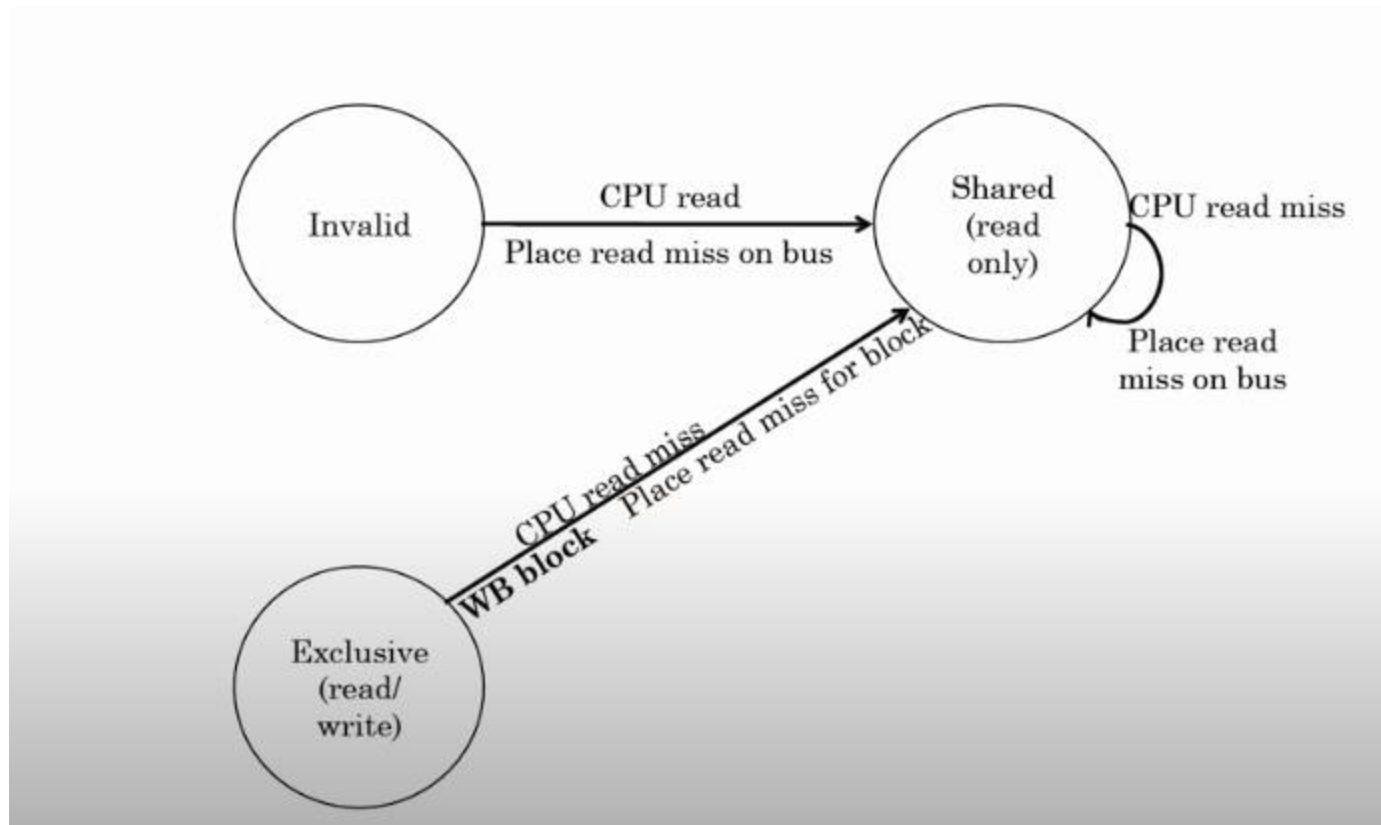 Invalid
CPU read
Place read miss on bus
Shared
(read
only)
CPU read miss
Place read
miss on bus
CPU read miss
WB block
Place read miss for block
Exclusive
(read/
write)